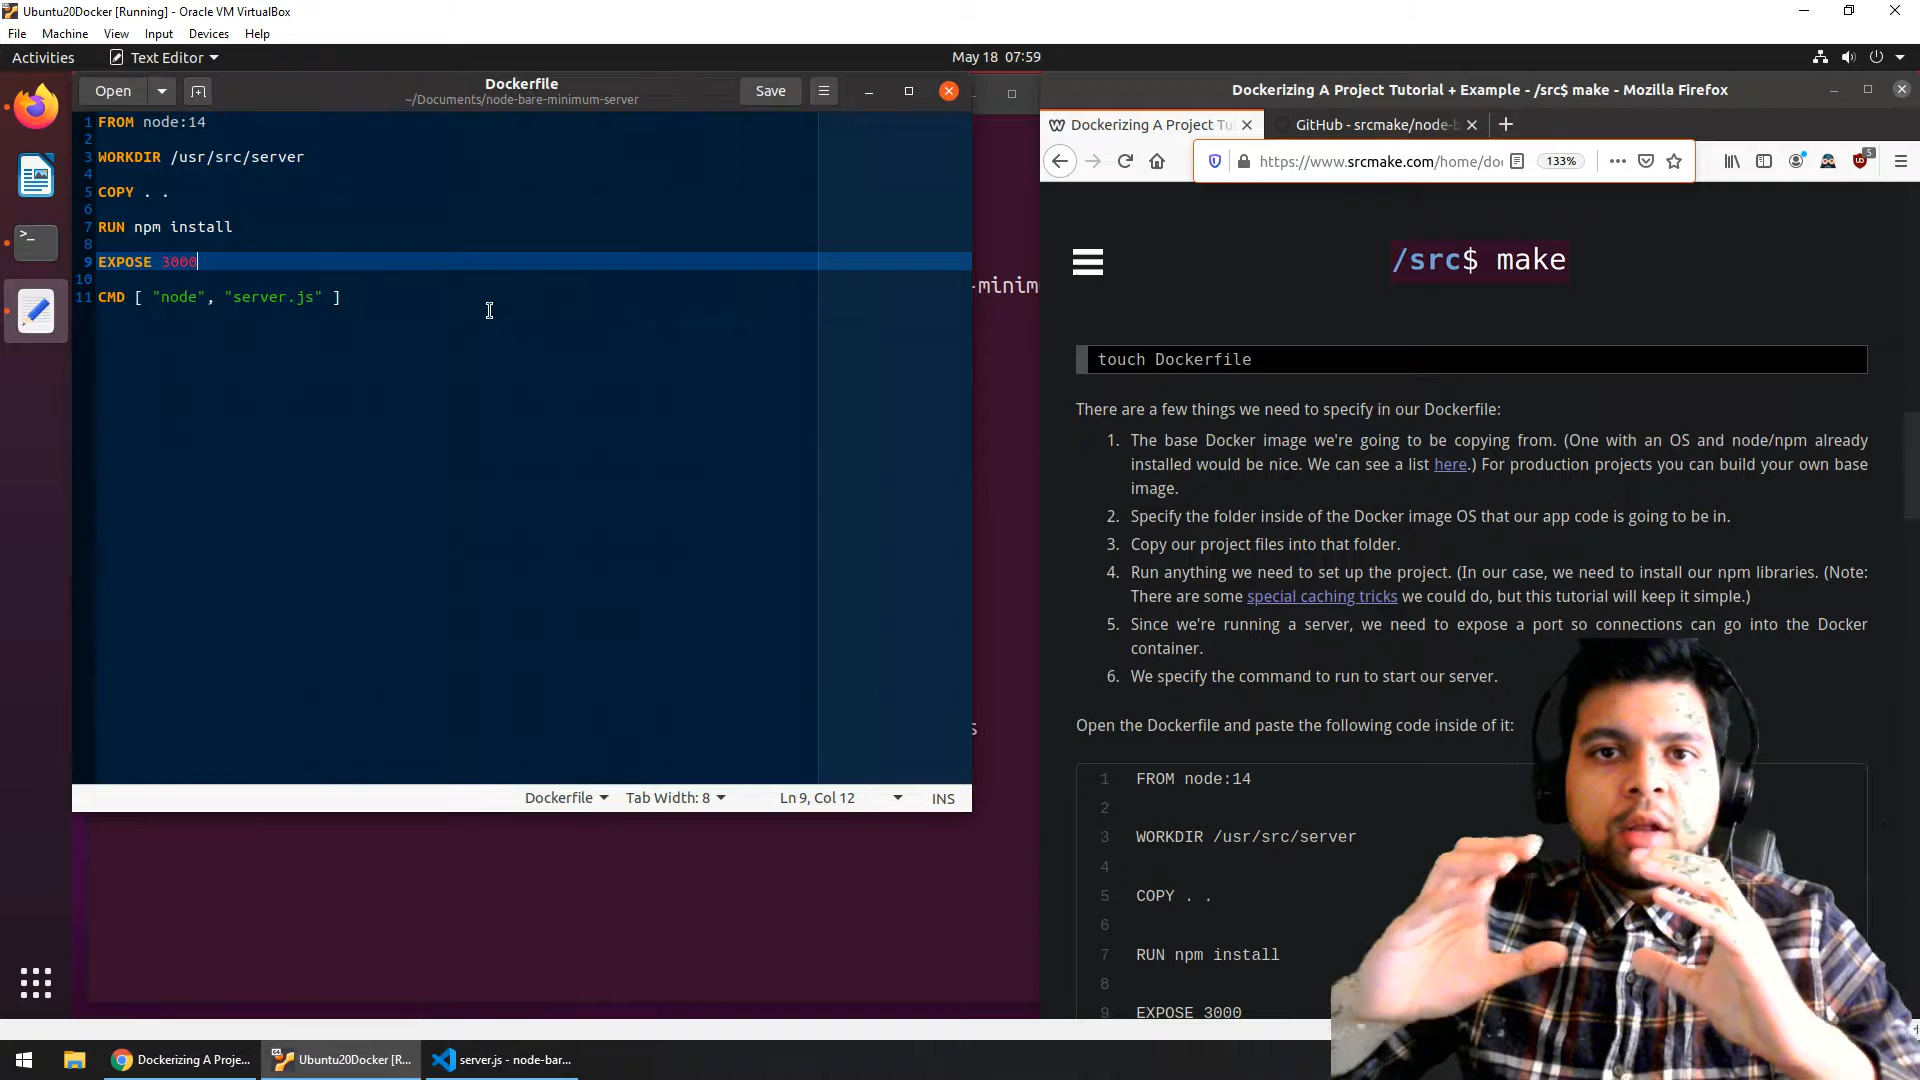 Ubuntu20Docker [Running] - Oracle VM VirtualBox
File Machine View Input Devices Help
Activities Text Editor May 18 07:59
Open Dockerfile Save
~/Documents/node-bare-minimum-server
1 FROM node:14
2
3 WORKDIR /usr/src/server
4
5 COPY . .
6
7 RUN npm install
8
9 EXPOSE 3000
10
11 CMD [ "node", "server.js" ]
Dockerfile Tab Width: 8 Ln 9, Col 12 INS
-minim
s
Dockerizing A Project Tutorial + Example - /src$ make - Mozilla Firefox
Dockerizing A Project Tu GitHub - srcmake/node-b
https://www.srcmake.com/home/doc 133% 5
/src$ make
touch Dockerfile
There are a few things we need to specify in our Dockerfile:
1. The base Docker image we're going to be copying from. (One with an OS and node/npm already
installed would be nice. We can see a list here.) For production projects you can build your own base
image.
2. Specify the folder inside of the Docker image OS that our app code is going to be in.
3. Copy our project files into that folder.
4. Run anything we need to set up the project. (In our case, we need to install our npm libraries. (Note:
There are some special caching tricks we could do, but this tutorial will keep it simple.)
5. Since we're running a server, we need to expose a port so connections can go into the Docker
container.
6. We specify the command to run to start our server.
Open the Dockerfile and paste the following code inside of it:
1 FROM node:14
2
3 WORKDIR /usr/src/server
4
5 COPY . .
6
7 RUN npm install
8
9 EXPOSE 3000
Dockerizing A Proje... Ubuntu20Docker [R... server.js - node-bar...